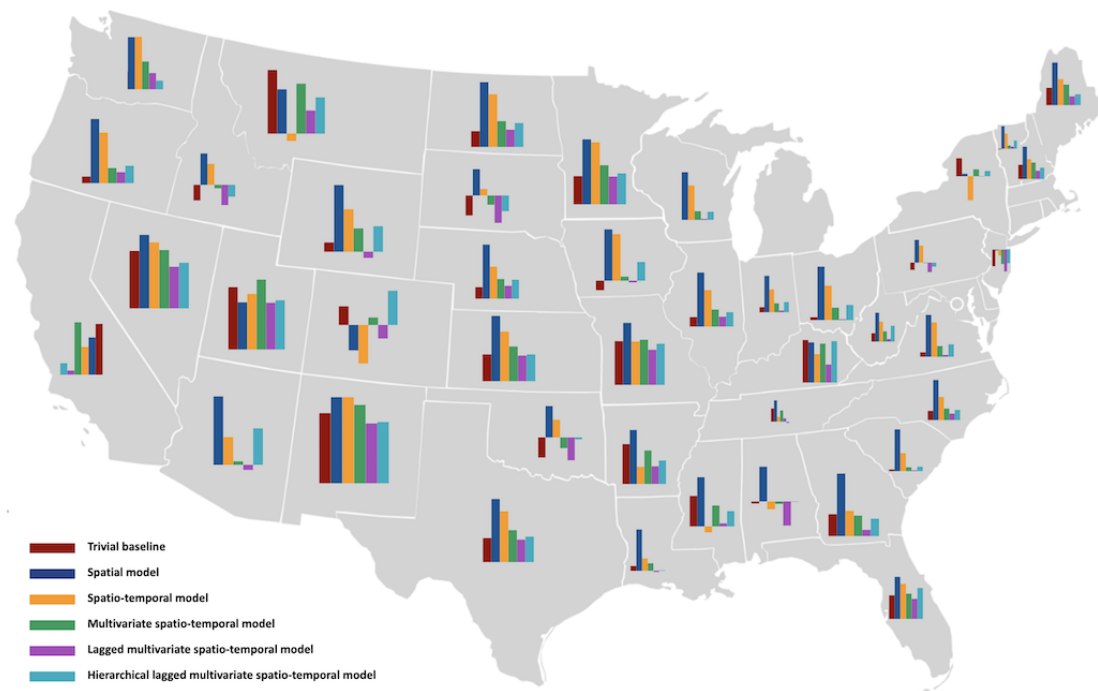 Trivial baseline
Spatial model
Spatio-temporal model
Multivariate spatio-temporal model
Lagged multivariate spatio-temporal model
Hierarchical lagged multivariate spatio-temporal model